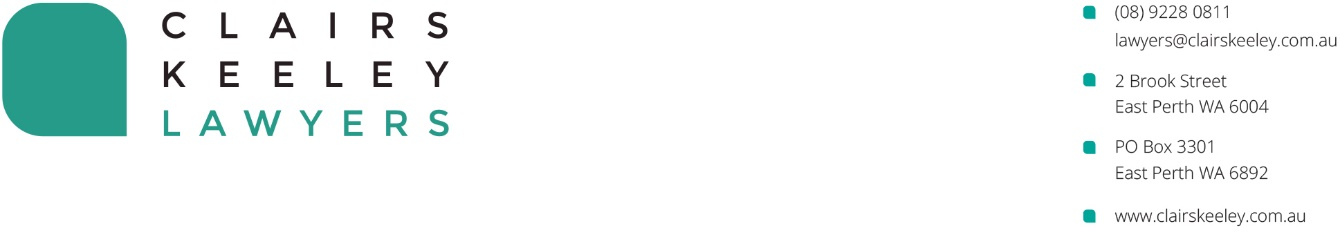 CLAIRS
KEELEY
LAWYERS
(08) 9228 0811
lawyers@clairskeeley.com.au
2 Brook Street
East Perth WA 6004
PO Box 3301
East Perth WA 6892
www.clairskeeley.com.au